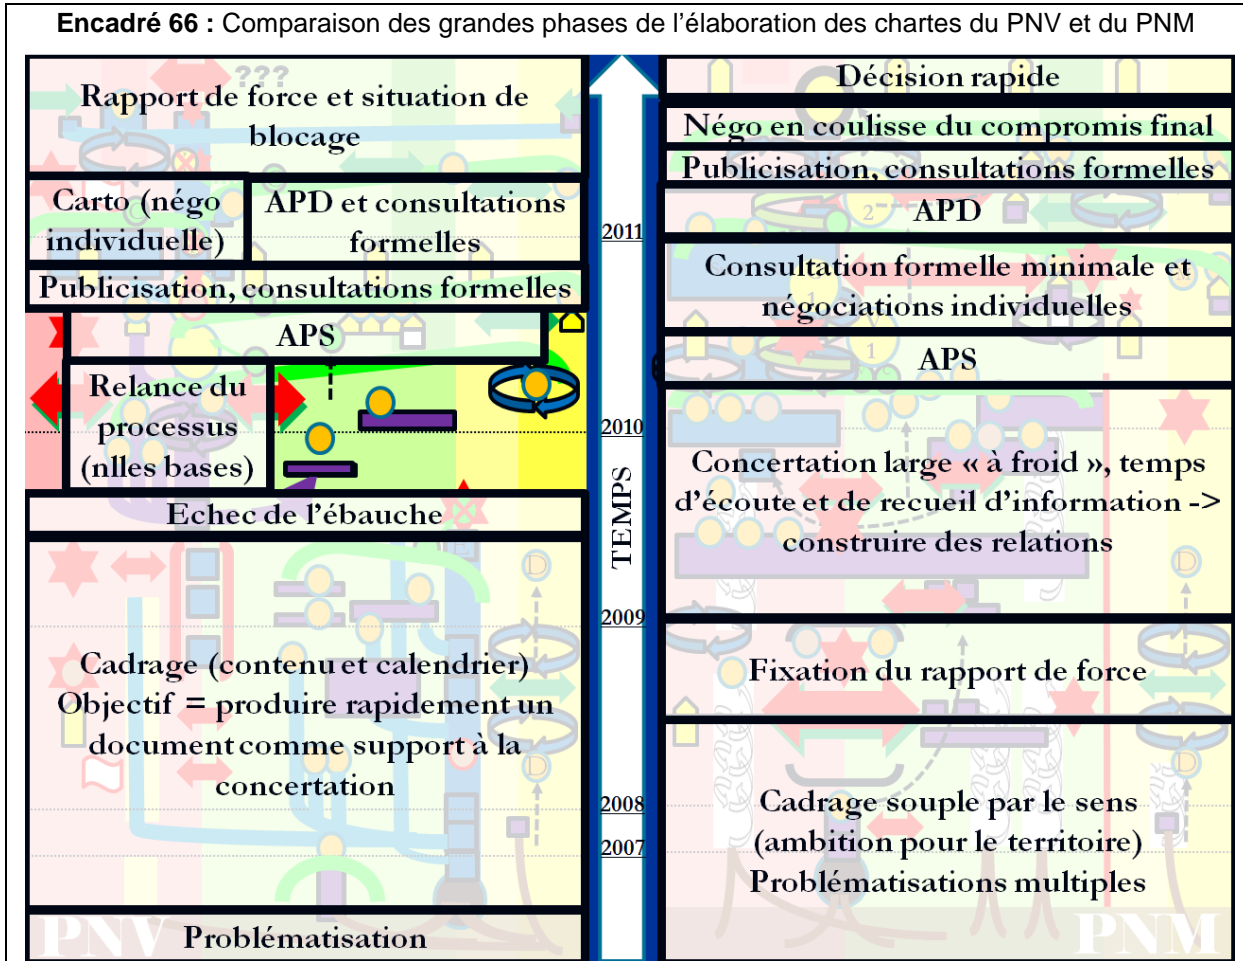 Encadré 66 : Comparaison des grandes phases de l'élaboration des chartes du PNV et du PNM
???
Rapport de force et situation de
blocage
Carto (négo
individuelle)
APD et consultations
formelles
Publicisation, consultations formelles
APS
Relance du
processus
(nlles bases)
Echec de l'ébauche
Cadrage (contenu et calendrier)
Objectif = produire rapidement un
document comme support à la
concertation
D
D
PNV
Problématisation
TEMPS
2011
2010
2009
2008
2007
Décision rapide
Négo en coulisse du compromis final
Publicisation, consultations formelles
APD
2
Consultation formelle minimale et
négociations individuelles
1
APS
1
Concertation large « à froid », temps
d'écoute et de recueil d'information ->
construire des relations
D
Fixation du rapport de force
D
Cadrage souple par le sens
(ambition pour le territoire)
Problématisations multiples
PNM